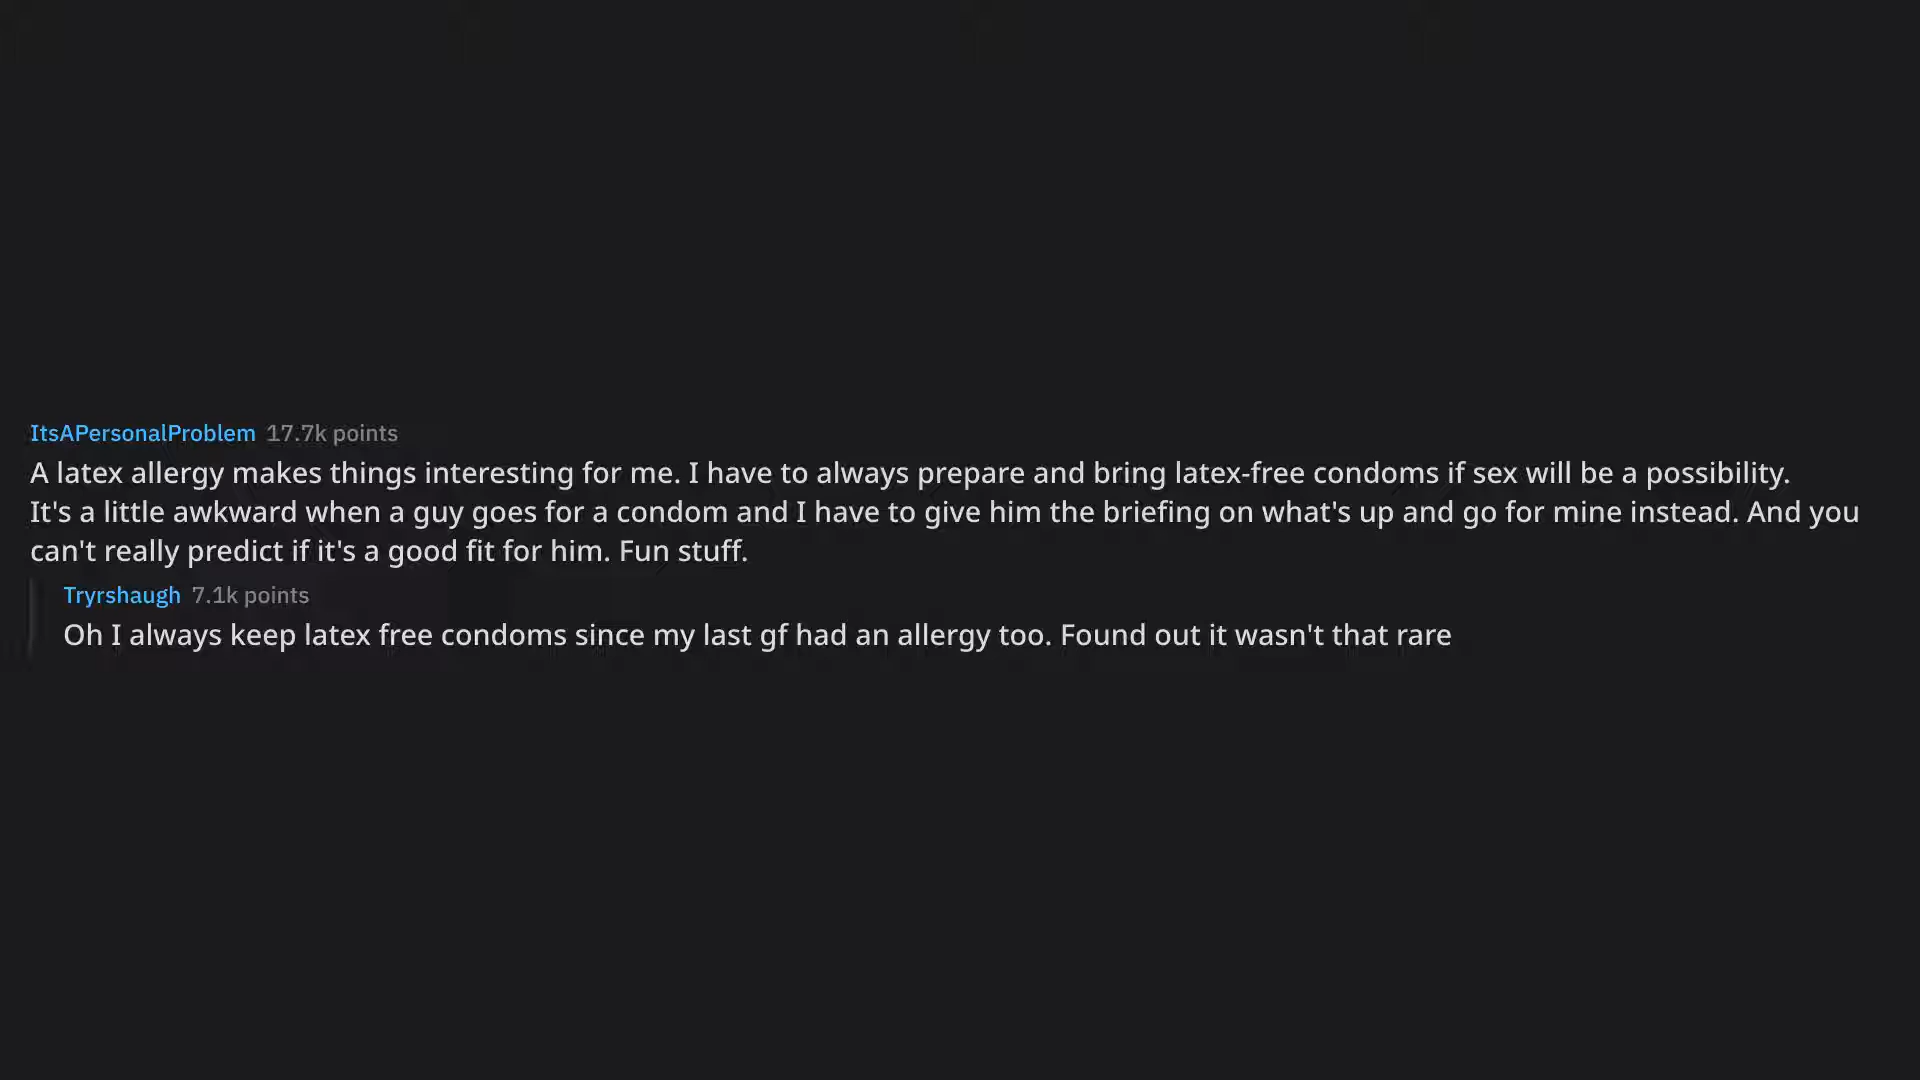 ItsAPersonalProblem 17.7k points
A latex allergy makes things interesting for me. I have to always prepare and bring latex-free condoms if sex will be a possibility.
It's a little awkward when a guy goes for a condom and I have to give him the briefing on what's up and go for mine instead. And you
can't really predict if it's a good fit for him. Fun stuff.
Tryrshaugh 7.1k points
Oh I always keep latex free condoms since my last gf had an allergy too. Found out it wasn't that rare